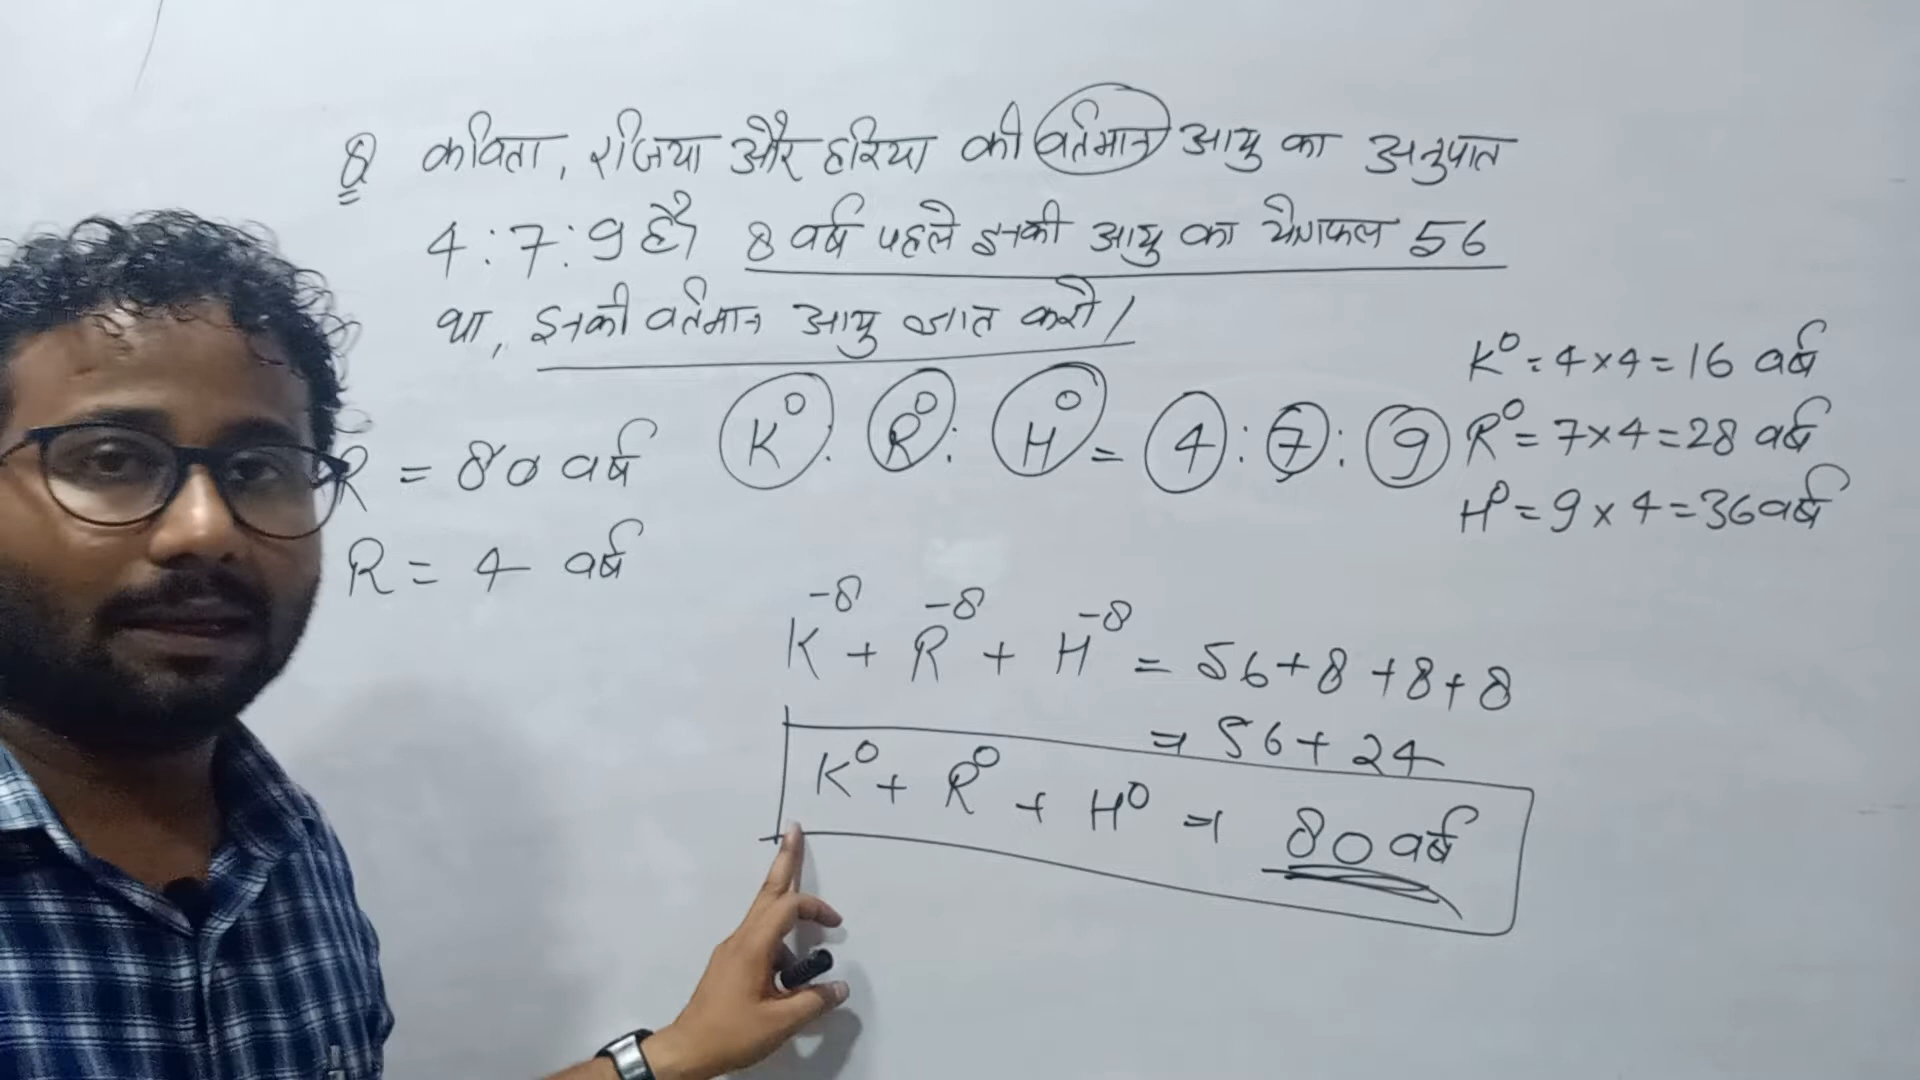 Q कविता, रजिया और हरिया की वर्तमान आयु का अनुपात
4 : 7 : 9 है। 8 वर्ष पहले इनकी आयु का योगफल 56
था, इनकी वर्तमान आयु ज्ञात करो।
K⁰ : R⁰ : H⁰ = 4 : 7 : 9
R = 80 वर्ष
R = 4 वर्ष
K⁰ = 4 × 4 = 16 वर्ष
R⁰ = 7 × 4 = 28 वर्ष
H⁰ = 9 × 4 = 36 वर्ष
K⁻⁸ + R⁻⁸ + H⁻⁸ = 56 + 8 + 8 + 8
= 56 + 24
K⁰ + R⁰ + H⁰ = 80 वर्ष